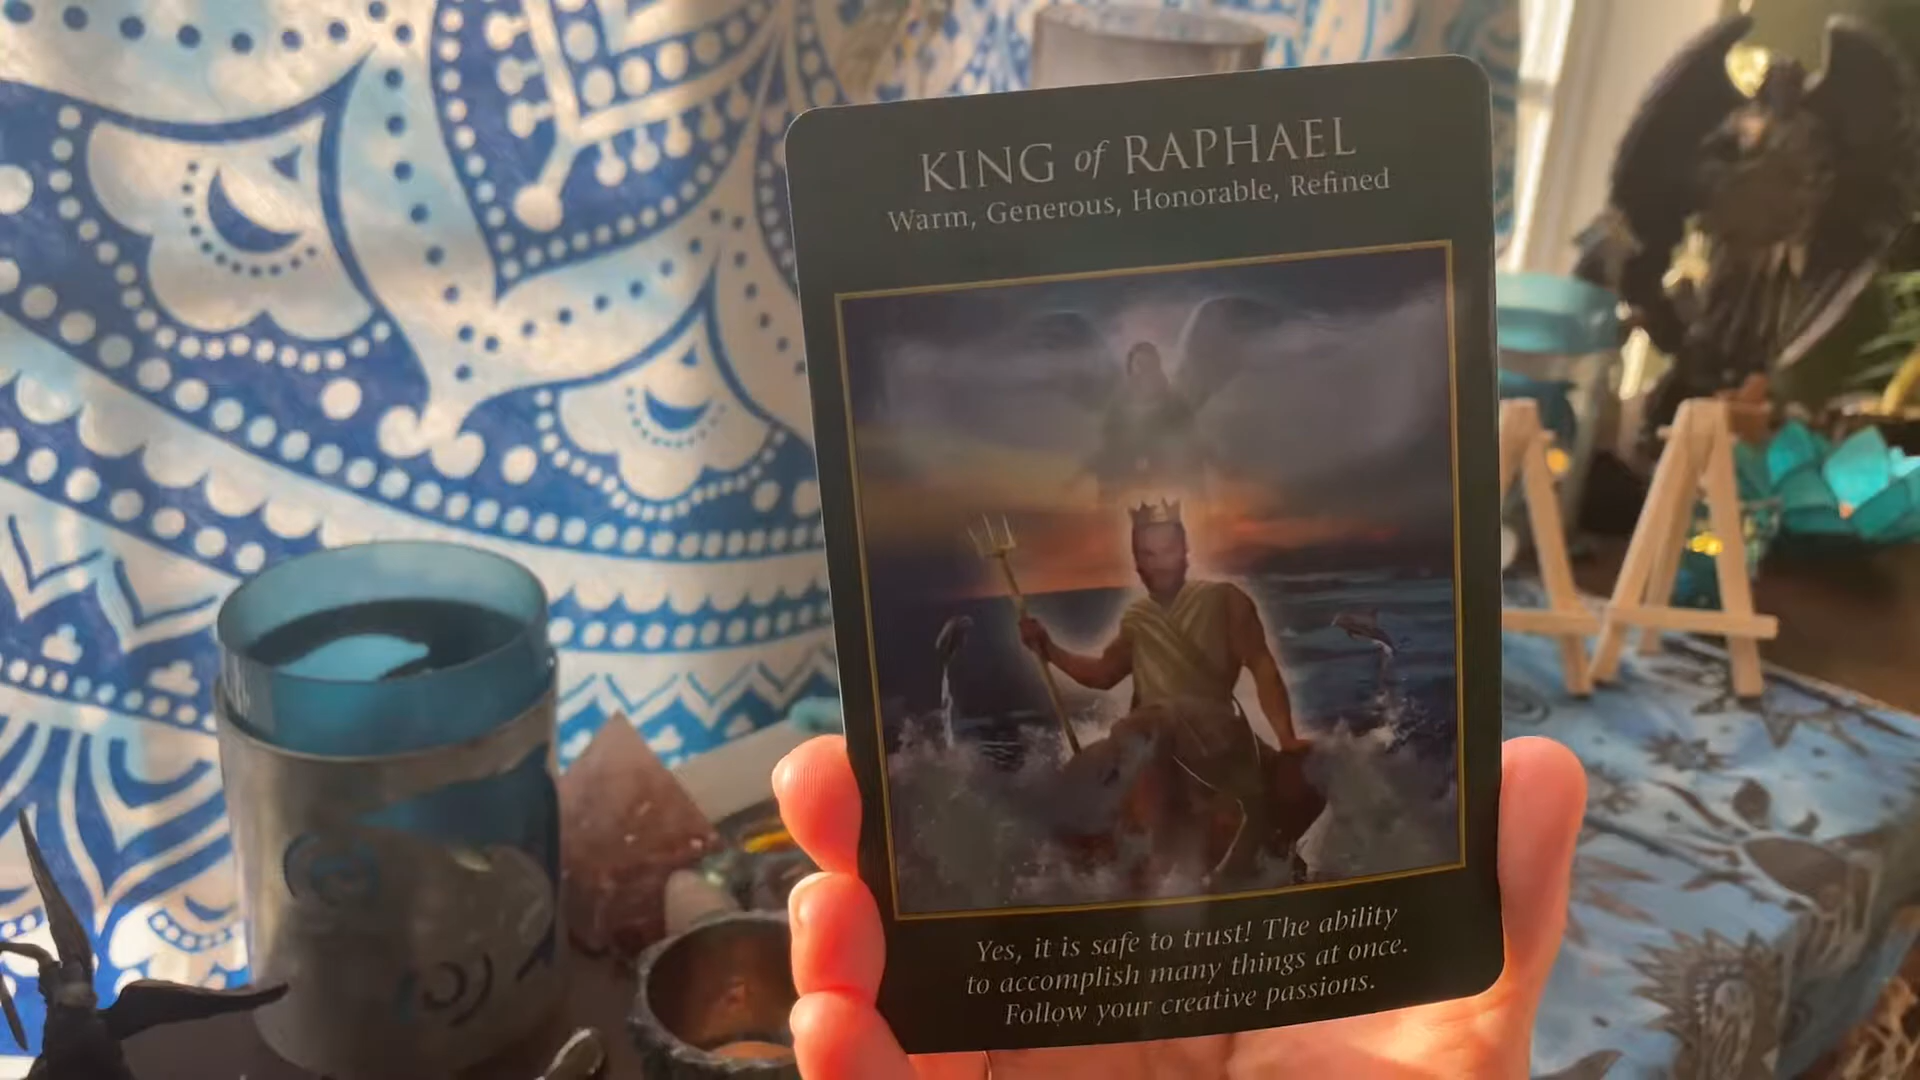 KING of RAPHAEL
Warm, Generous, Honorable, Refined
Yes, it is safe to trust! The ability
to accomplish many things at once.
Follow your creative passions.